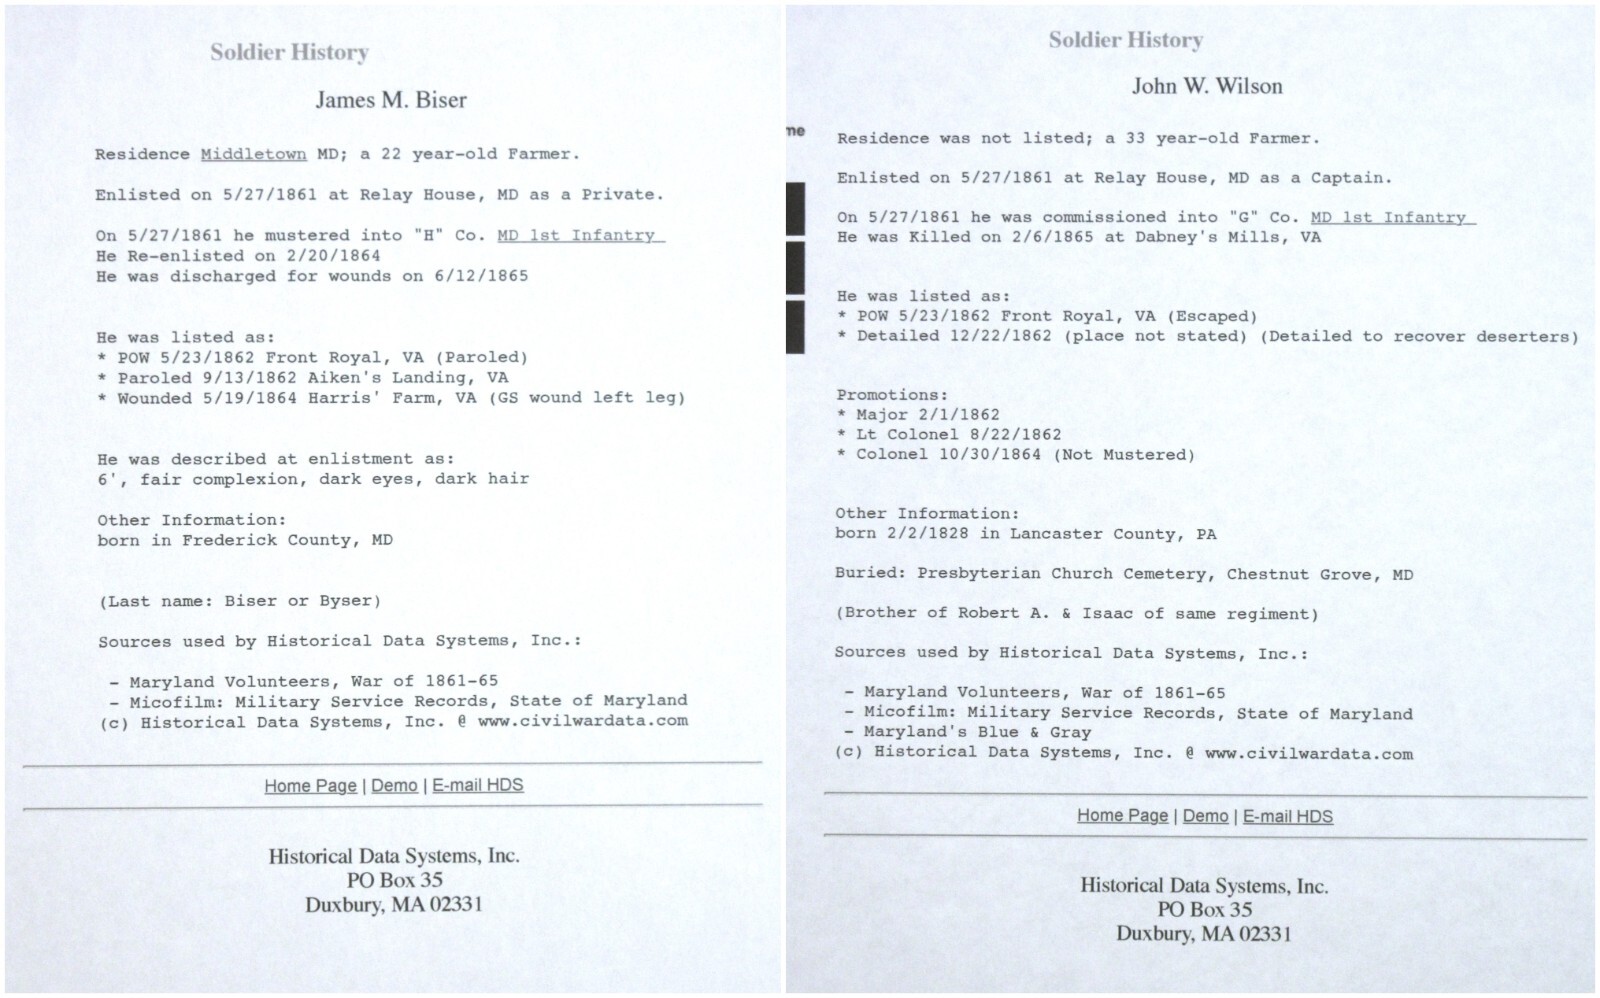 Soldier History
James M. Biser
Residence Middletown MD; a 22 year-old Farmer.
Enlisted on 5/27/1861 at Relay House, MD as a Private.
On 5/27/1861 he mustered into "H" Co. MD 1st Infantry
He Re-enlisted on 2/20/1864
He was discharged for wounds on 6/12/1865
He was listed as:
* POW 5/23/1862 Front Royal, VA (Paroled)
* Paroled 9/13/1862 Aiken's Landing, VA
* Wounded 5/19/1864 Harris' Farm, VA (GS wound left leg)
He was described at enlistment as:
6', fair complexion, dark eyes, dark hair
Other Information:
born in Frederick County, MD
(Last name: Biser or Byser)
Sources used by Historical Data Systems, Inc.:
- Maryland Volunteers, War of 1861-65
- Micofilm: Military Service Records, State of Maryland
(c) Historical Data Systems, Inc. @ www.civilwardata.com
Home Page | Demo | E-mail HDS
Historical Data Systems, Inc.
PO Box 35
Duxbury, MA 02331
Soldier History
John W. Wilson
me
Residence was not listed; a 33 year-old Farmer.
Enlisted on 5/27/1861 at Relay House, MD as a Captain.
On 5/27/1861 he was commissioned into "G" Co. MD 1st Infantry
He was Killed on 2/6/1865 at Dabney's Mills, VA
He was listed as:
* POW 5/23/1862 Front Royal, VA (Escaped)
* Detailed 12/22/1862 (place not stated) (Detailed to recover deserters)
Promotions:
* Major 2/1/1862
* Lt Colonel 8/22/1862
* Colonel 10/30/1864 (Not Mustered)
Other Information:
born 2/2/1828 in Lancaster County, PA
Buried: Presbyterian Church Cemetery, Chestnut Grove, MD
(Brother of Robert A. & Isaac of same regiment)
Sources used by Historical Data Systems, Inc.:
- Maryland Volunteers, War of 1861-65
- Micofilm: Military Service Records, State of Maryland
- Maryland's Blue & Gray
(c) Historical Data Systems, Inc. @ www.civilwardata.com
Home Page | Demo | E-mail HDS
Historical Data Systems, Inc.
PO Box 35
Duxbury, MA 02331